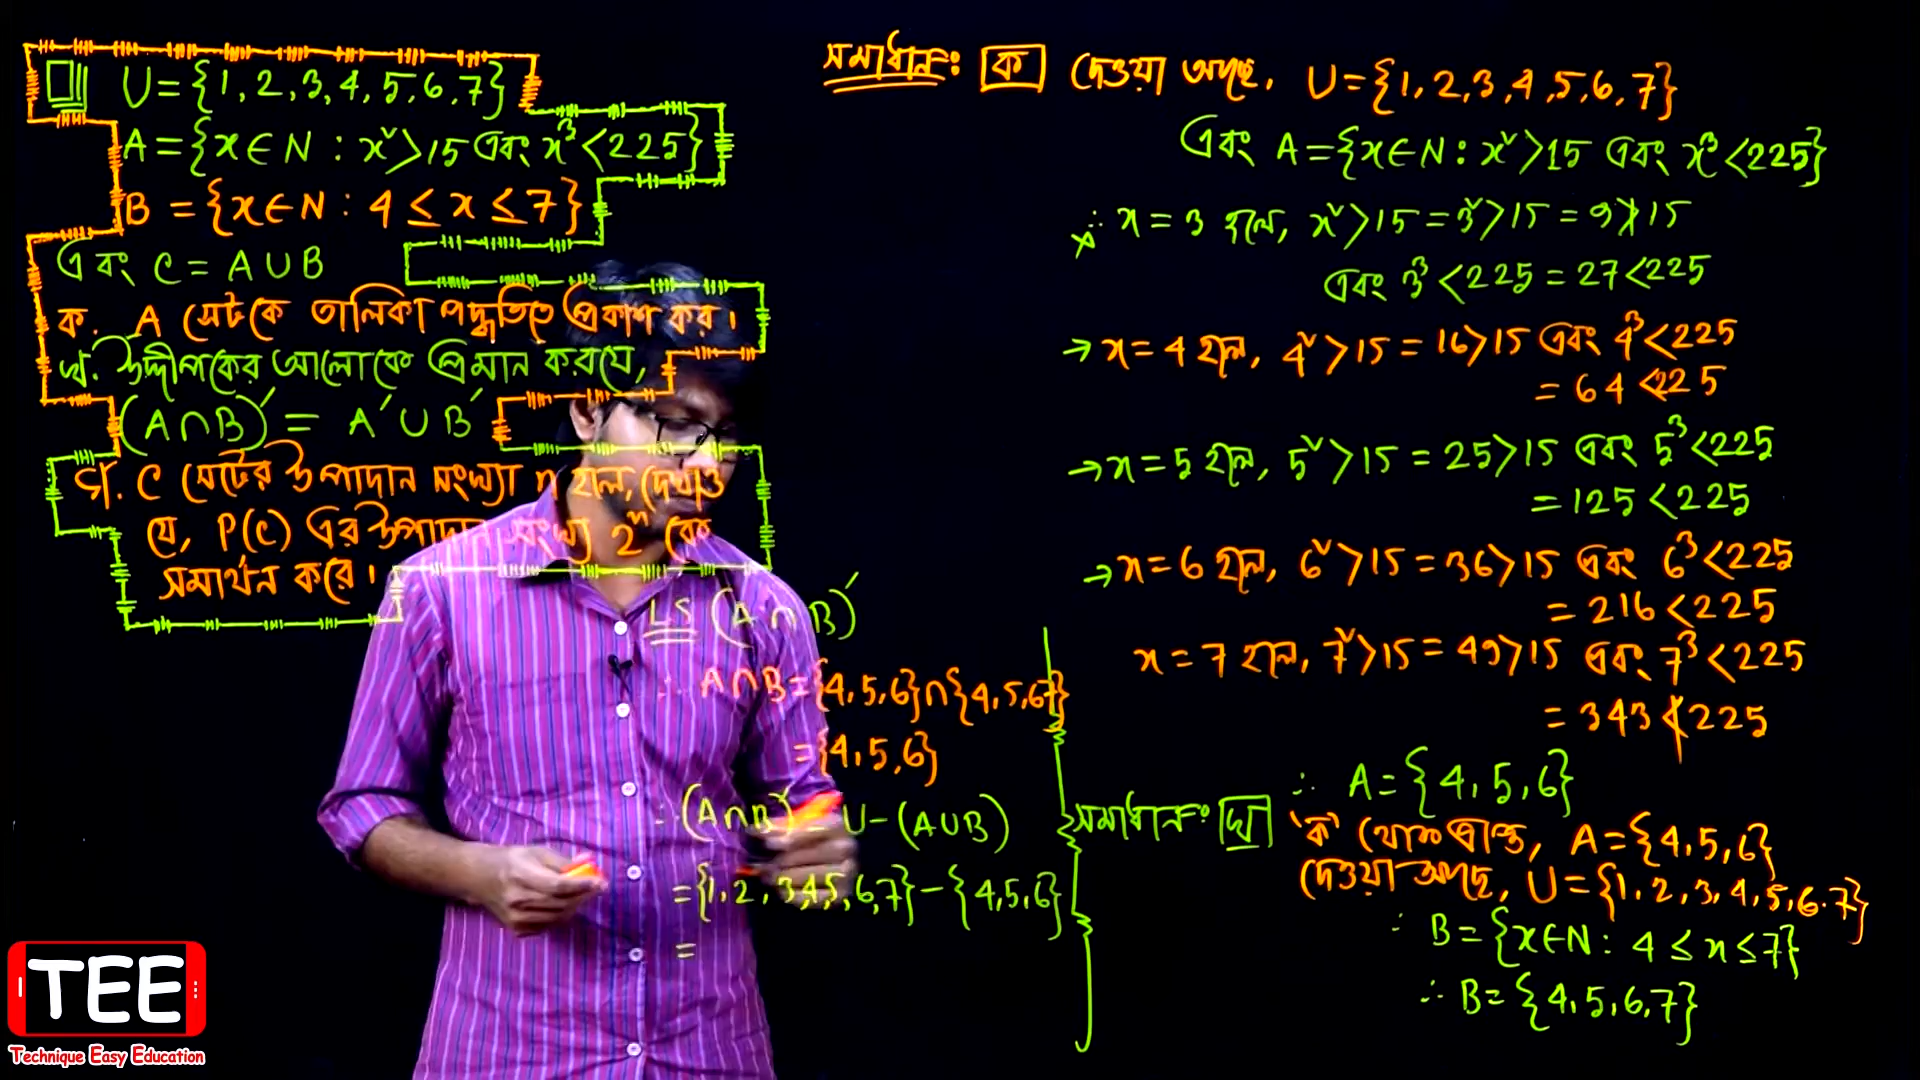 U = {1, 2, 3, 4, 5, 6, 7}
A = {x ∈ N : x² > 15 এবং x³ < 225}
B = {x ∈ N : 4 ≤ x ≤ 7}
এবং C = A ∪ B
ক. A সেটকে তালিকা পদ্ধতিতে প্রকাশ কর।
খ. উদ্দীপকের আলোকে প্রমান কর যে,
(A ∩ B)′ = A′ ∪ B′
গ. C সেটের উপাদান সংখ্যা n হলে, দেখাও
যে, P(C) এর উপাদান সংখ্যা 2ⁿ কে
সমার্থন করে।
LS (A ∩ B)′
∴ A ∩ B = {4, 5, 6} ∩ {4, 5, 6, 7}
= {4, 5, 6}
∴ (A ∩ B)′ = U − (A ∪ B)
= {1, 2, 3, 4, 5, 6, 7} − {4, 5, 6}
=
সমাধান: ক দেওয়া আছে, U = {1, 2, 3, 4, 5, 6, 7}
এবং A = {x ∈ N : x² > 15 এবং x³ < 225}
∴ x = 3 হলে, x² > 15 = 3² > 15 = 9 ≯ 15
এবং 3³ < 225 = 27 < 225
→ x = 4 হলে, 4² > 15 = 16 > 15 এবং 4³ < 225
= 64 < 225
→ x = 5 হলে, 5² > 15 = 25 > 15 এবং 5³ < 225
= 125 < 225
→ x = 6 হলে, 6² > 15 = 36 > 15 এবং 6³ < 225
= 216 < 225
x = 7 হলে, 7² > 15 = 49 > 15 এবং 7³ < 225
= 343 ≮ 225
∴ A = {4, 5, 6}
সমাধান: খ 'ক' থেকে প্রাপ্ত, A = {4, 5, 6}
দেওয়া আছে, U = {1, 2, 3, 4, 5, 6, 7}
∴ B = {x ∈ N : 4 ≤ x ≤ 7}
∴ B = {4, 5, 6, 7}
TEE
Technique Easy Education